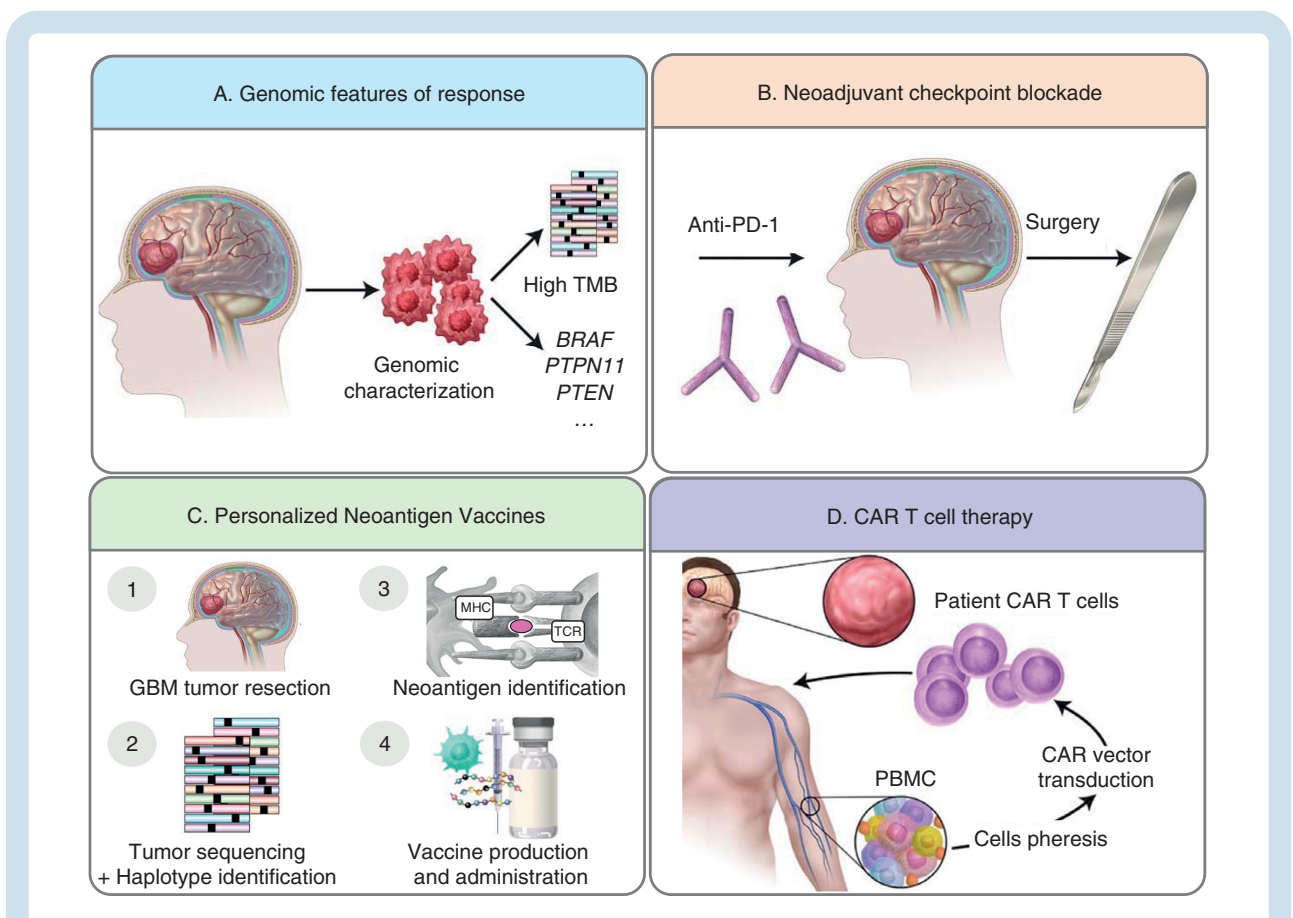 A. Genomic features of response
High TMB
Genomic
characterization
BRAF
PTPN11
PTEN
...
B. Neoadjuvant checkpoint blockade
Anti-PD-1
Surgery
C. Personalized Neoantigen Vaccines
1
GBM tumor resection
2
Tumor sequencing
+ Haplotype identification
3
MHC
TCR
Neoantigen identification
4
Vaccine production
and administration
D. CAR T cell therapy
Patient CAR T cells
CAR vector
transduction
PBMC
Cells pheresis